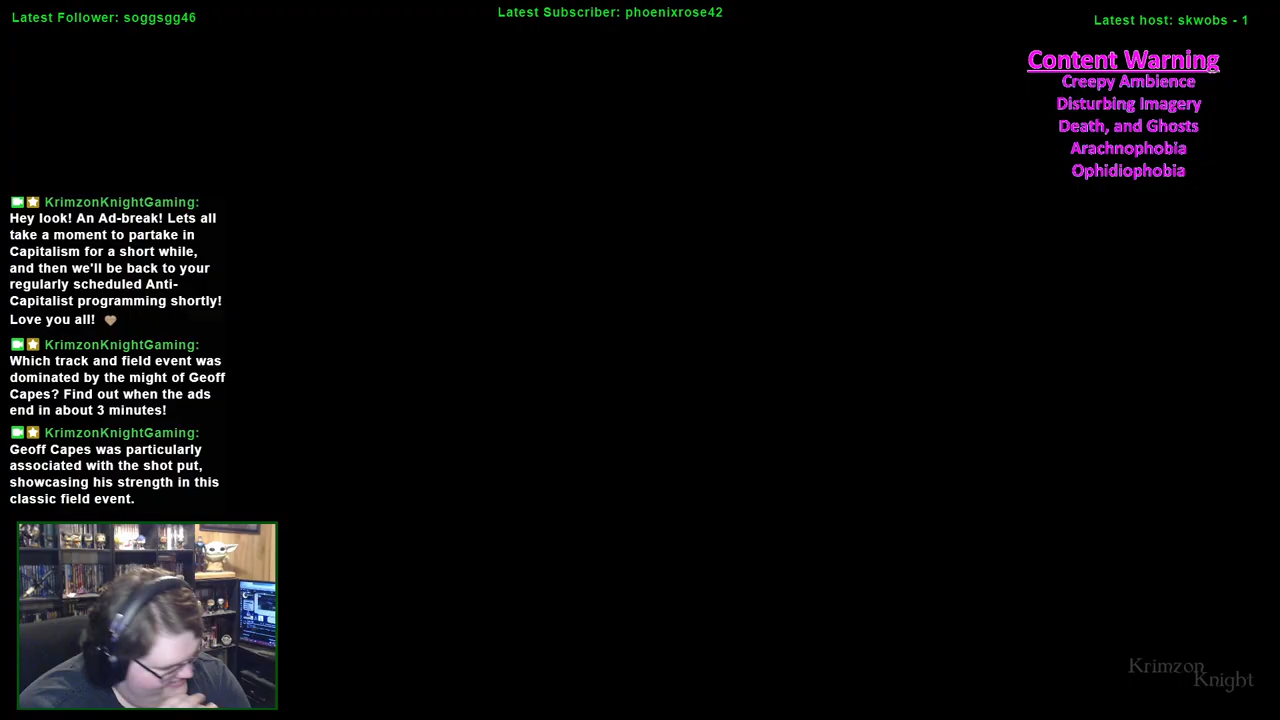 Latest Follower: soggsgg46
Latest Subscriber: phoenixrose42
Latest host: skwobs - 1
Content Warning
Creepy Ambience
Disturbing Imagery
Death, and Ghosts
Arachnophobia
Ophidiophobia
KrimzonKnightGaming:
Hey look! An Ad-break! Lets all
take a moment to partake in
Capitalism for a short while,
and then we'll be back to your
regularly scheduled Anti-
Capitalist programming shortly!
Love you all!
KrimzonKnightGaming:
Which track and field event was
dominated by the might of Geoff
Capes? Find out when the ads
end in about 3 minutes!
KrimzonKnightGaming:
Geoff Capes was particularly
associated with the shot put,
showcasing his strength in this
classic field event.
Krimzon
Knight